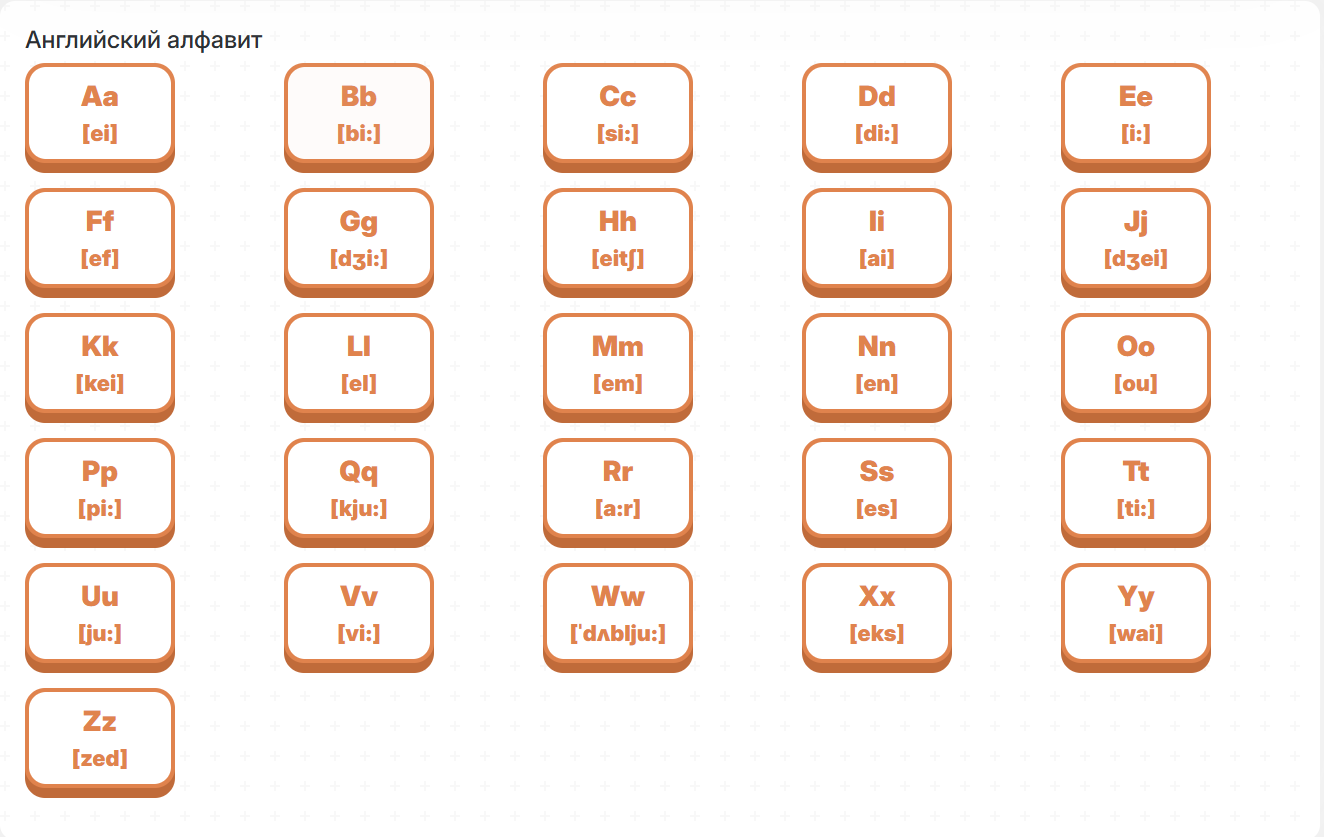 Английский алфавит
Aa Bb Cc Dd Ee
[ei] [bi:] [si:] [di:] [i:]
Ff Gg Hh Ii Jj
[ef] [dʒi:] [eitʃ] [ai] [dʒei]
Kk Ll Mm Nn Oo
[kei] [el] [em] [en] [ou]
Pp Qq Rr Ss Tt
[pi:] [kju:] [a:r] [es] [ti:]
Uu Vv Ww Xx Yy
[ju:] [vi:] [ˈdʌblju:] [eks] [wai]
Zz
[zed]